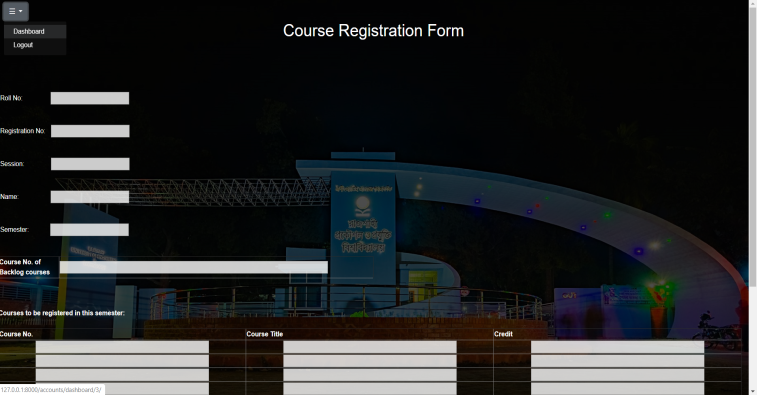 ☰
Dashboard
Logout
Course Registration Form
Roll No:
Registration No:
Session:
Name:
Semester:
Course No. of
Backlog courses
Courses to be registered in this semester:
Course No. Course Title Credit
127.0.0.1:8000/accounts/dashboard/3/